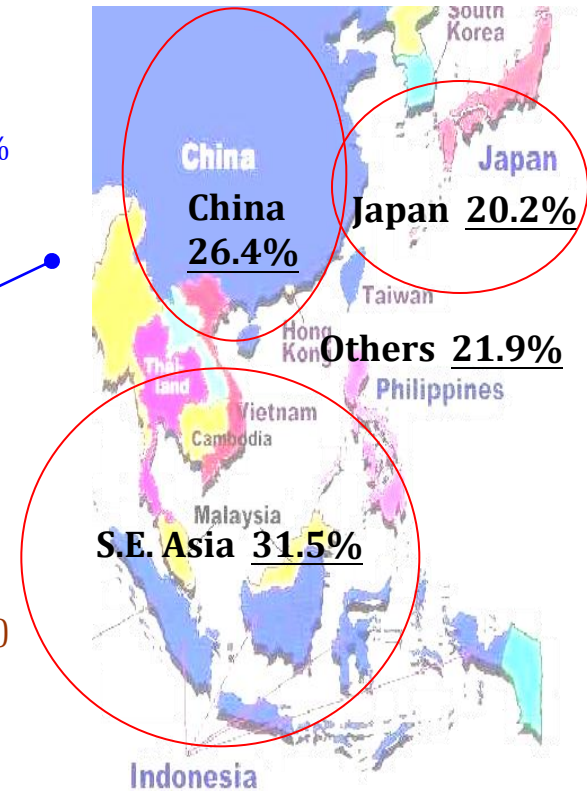 South
Korea
%
China
Japan
China
26.4%
Japan 20.2%
Taiwan
Hong
Kong
Others 21.9%
Thai-
land
Philippines
Vietnam
Cambodia
Malaysia
S.E. Asia 31.5%
0
Indonesia